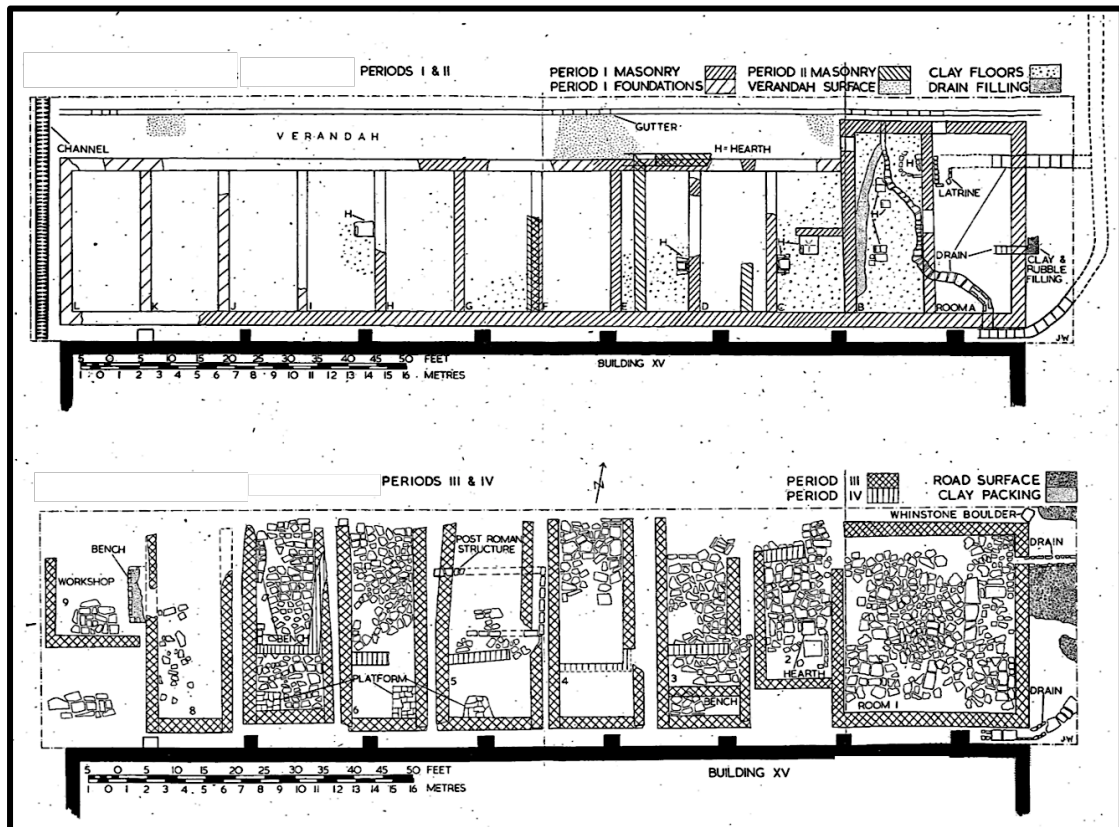 PERIODS I & II
PERIOD I MASONRY
PERIOD I FOUNDATIONS
PERIOD II MASONRY
VERANDAH SURFACE
CLAY FLOORS
DRAIN FILLING
VERANDAH
GUTTER
CHANNEL
H=HEARTH
H
LATRINE
H
H
H
H
H
DRAIN
CLAY &
RUBBLE
FILLING
L K J I H G F E D C B ROOM A
JW
5 0 5 10 15 20 25 30 35 40 45 50 FEET
1 0 1 2 3 4 5 6 7 8 9 10 11 12 13 14 15 16 METRES
BUILDING XV
PERIODS III & IV
N
PERIOD III
PERIOD IV
ROAD SURFACE
CLAY PACKING
WHINSTONE BOULDER
DRAIN
BENCH
POST ROMAN
STRUCTURE
WORKSHOP
9
BENCH
7
PLATFORM
5
4
3
2
HEARTH
BENCH
6
8
ROOM I
DRAIN
JW
5 0 5 10 15 20 25 30 35 40 45 50 FEET
1 0 1 2 3 4 5 6 7 8 9 10 11 12 13 14 15 16 METRES
BUILDING XV